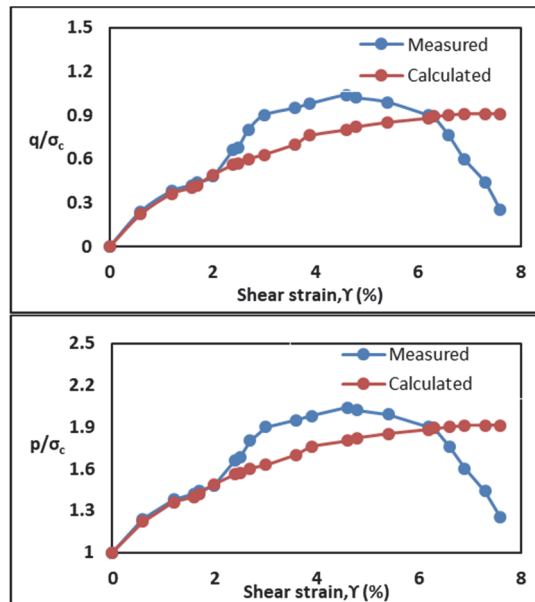 1.5
Measured
1.2
Calculated
0.9
q/σc
0.6
0.3
0
0 2 4 6 8
Shear strain,ϒ (%)
2.5
Measured
2.2
Calculated
1.9
p/σc
1.6
1.3
1
0 2 4 6 8
Shear strain,ϒ (%)